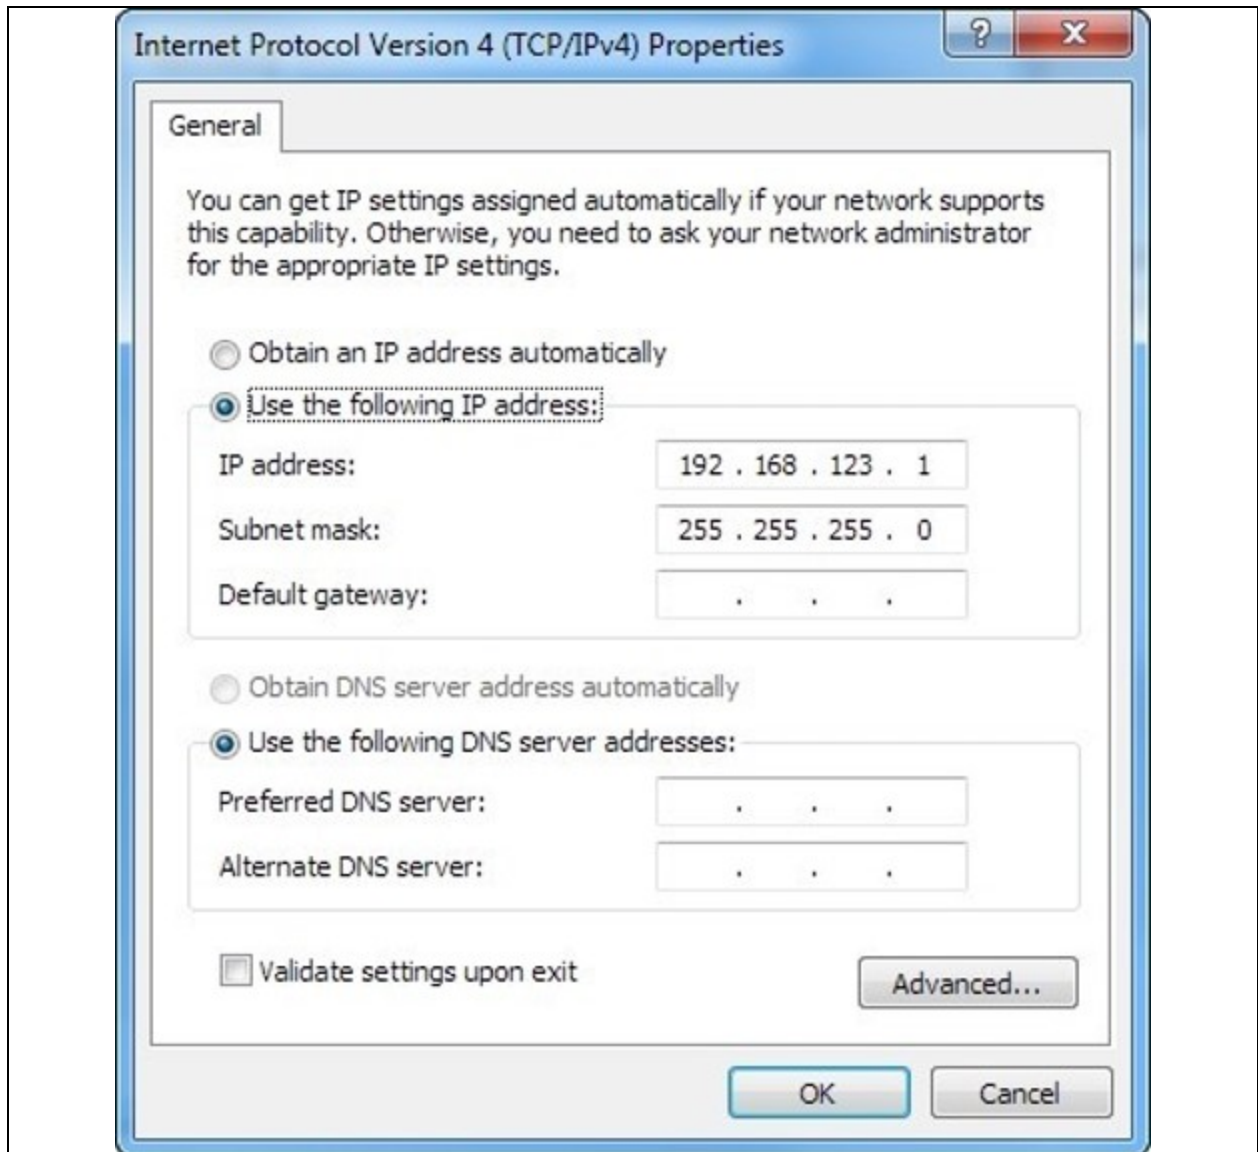 Internet Protocol Version 4 (TCP/IPv4) Properties
?
X
General
You can get IP settings assigned automatically if your network supports
this capability. Otherwise, you need to ask your network administrator
for the appropriate IP settings.
Obtain an IP address automatically
Use the following IP address:
IP address: 192 . 168 . 123 . 1
Subnet mask: 255 . 255 . 255 . 0
Default gateway: . . .
Obtain DNS server address automatically
Use the following DNS server addresses:
Preferred DNS server: . . .
Alternate DNS server: . . .
Validate settings upon exit
Advanced...
OK Cancel